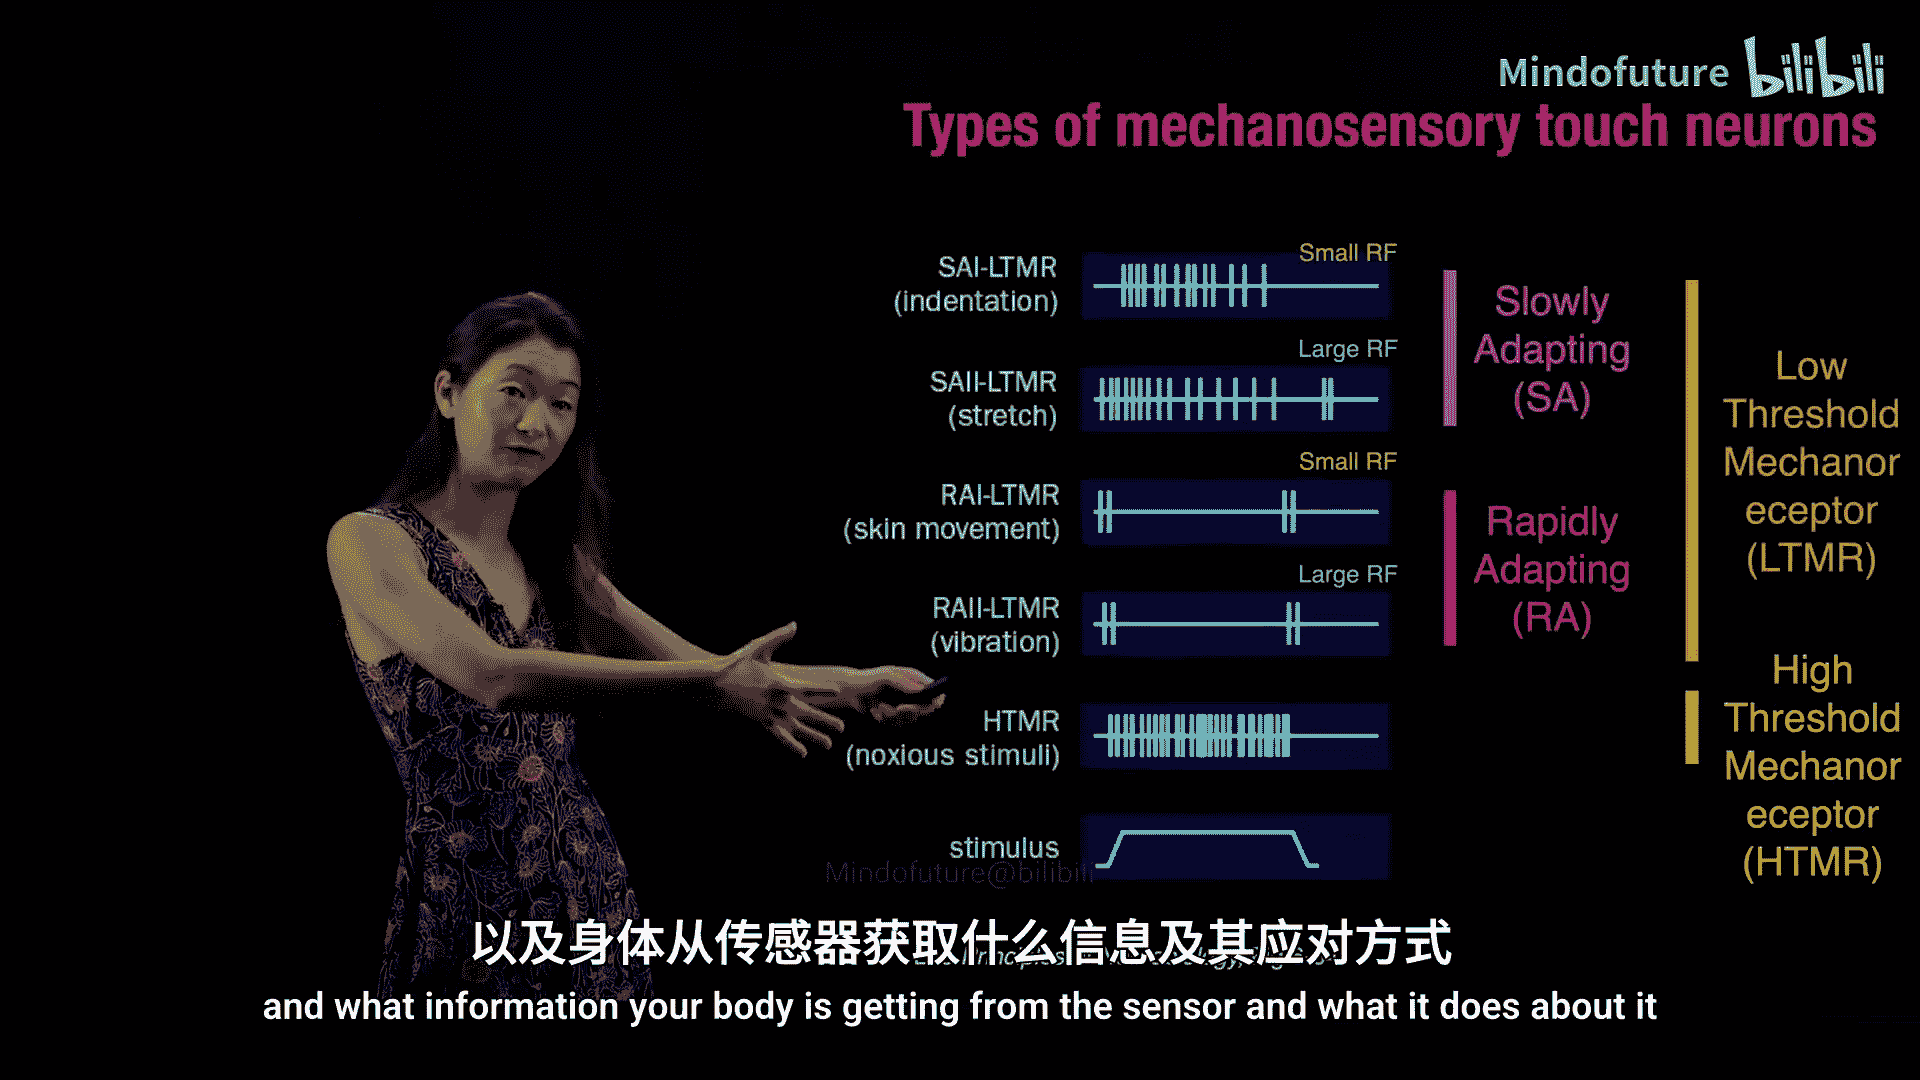 Mindofuture bilibili
Types of mechanosensory touch neurons
SAI-LTMR
(indentation)
Small RF
SAII-LTMR
(stretch)
Large RF
RAI-LTMR
(skin movement)
Small RF
RAII-LTMR
(vibration)
Large RF
HTMR
(noxious stimuli)
stimulus
Slowly
Adapting
(SA)
Rapidly
Adapting
(RA)
Low
Threshold
Mechanor
eceptor
(LTMR)
High
Threshold
Mechanor
eceptor
(HTMR)
Mindofuture@bilibili
以及身体从传感器获取什么信息及其应对方式
and what information your body is getting from the sensor and what it does about it